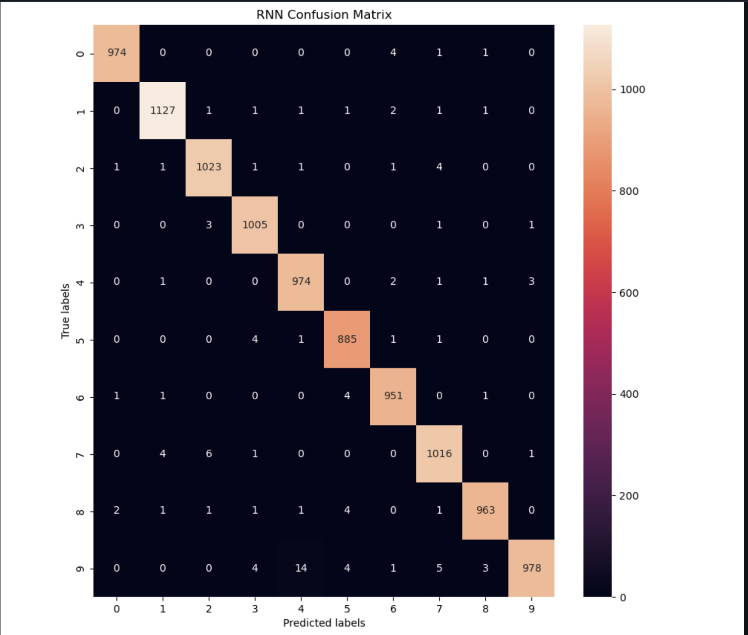 RNN Confusion Matrix
0 974 0 0 0 0 0 4 1 1 0
1 0 1127 1 1 1 1 2 1 1 0
2 1 1 1023 1 1 0 1 4 0 0
3 0 0 3 1005 0 0 0 1 0 1
4 0 1 0 0 974 0 2 1 1 3
5 0 0 0 4 1 885 1 1 0 0
6 1 1 0 0 0 4 951 0 1 0
7 0 4 6 1 0 0 0 1016 0 1
8 2 1 1 1 1 4 0 1 963 0
9 0 0 0 4 14 4 1 5 3 978
0 1 2 3 4 5 6 7 8 9
Predicted labels
True labels
1000
800
600
400
200
0